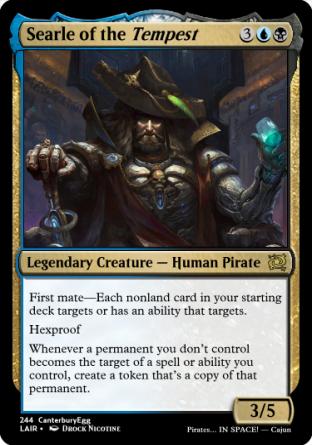 Searle of the Tempest 3
Legendary Creature — Human Pirate
First mate—Each nonland card in your starting
deck targets or has an ability that targets.
Hexproof
Whenever a permanent you don't control
becomes the target of a spell or ability you
control, create a token that's a copy of that
permanent.
3/5
244 CanterburyEgg
LAIR • Drock Nicotine
Pirates... IN SPACE! — Cajun